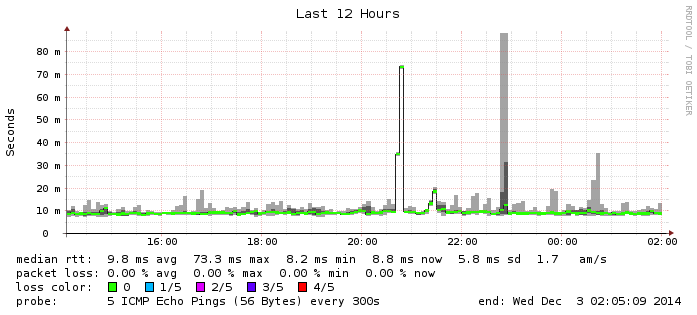 Last 12 Hours
RRDTOOL / TOBI OETIKER
Seconds
80 m
70 m
60 m
50 m
40 m
30 m
20 m
10 m
0
16:00 18:00 20:00 22:00 00:00 02:00
median rtt: 9.8 ms avg 73.3 ms max 8.2 ms min 8.8 ms now 5.8 ms sd 1.7 am/s
packet loss: 0.00 % avg 0.00 % max 0.00 % min 0.00 % now
loss color: 0 1/5 2/5 3/5 4/5
probe: 5 ICMP Echo Pings (56 Bytes) every 300s end: Wed Dec 3 02:05:09 2014